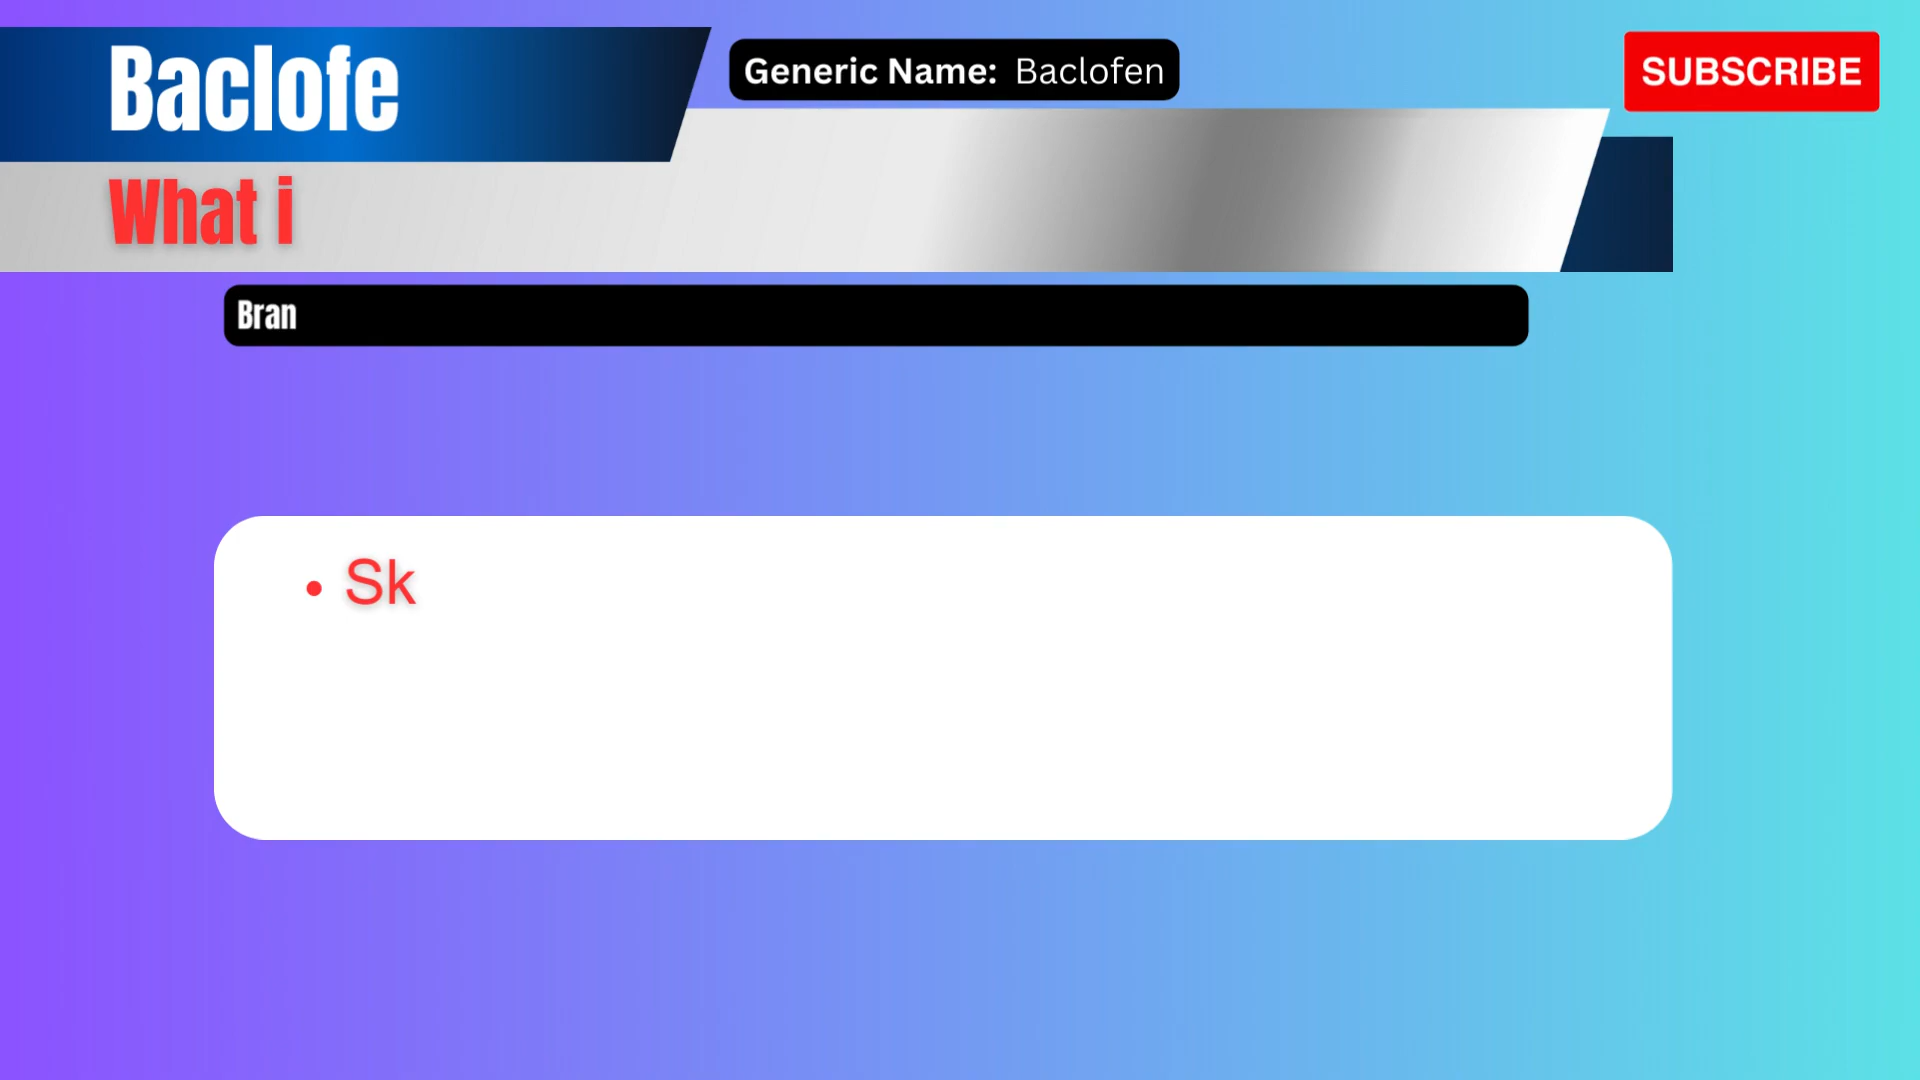 Baclofe
Generic Name: Baclofen
SUBSCRIBE
What i
Bran
• Sk